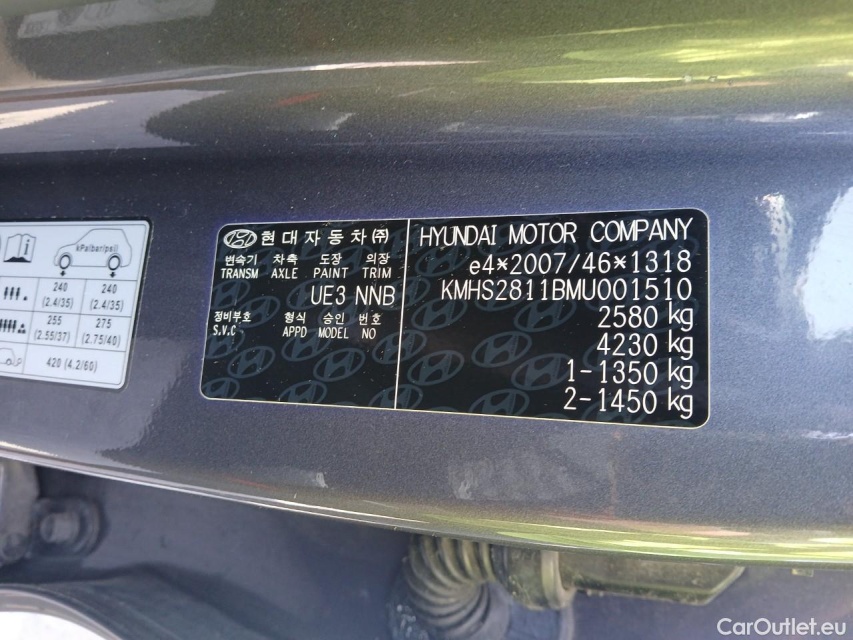 kPa(bar/psi)
240 (2.4/35) 240 (2.4/35)
255 (2.55/37) 275 (2.75/40)
420 (4.2/60)
현대자동차㈜
변속기 차축 도장 의장
TRANSM AXLE PAINT TRIM
UE3 NNB
정비부호 형식 승인 번호
S.V.C APPD MODEL NO
HYUNDAI MOTOR COMPANY
e4*2007/46*1318
KMHS2811BMU001510
2580 kg
4230 kg
1-1350 kg
2-1450 kg
CarOutlet.eu